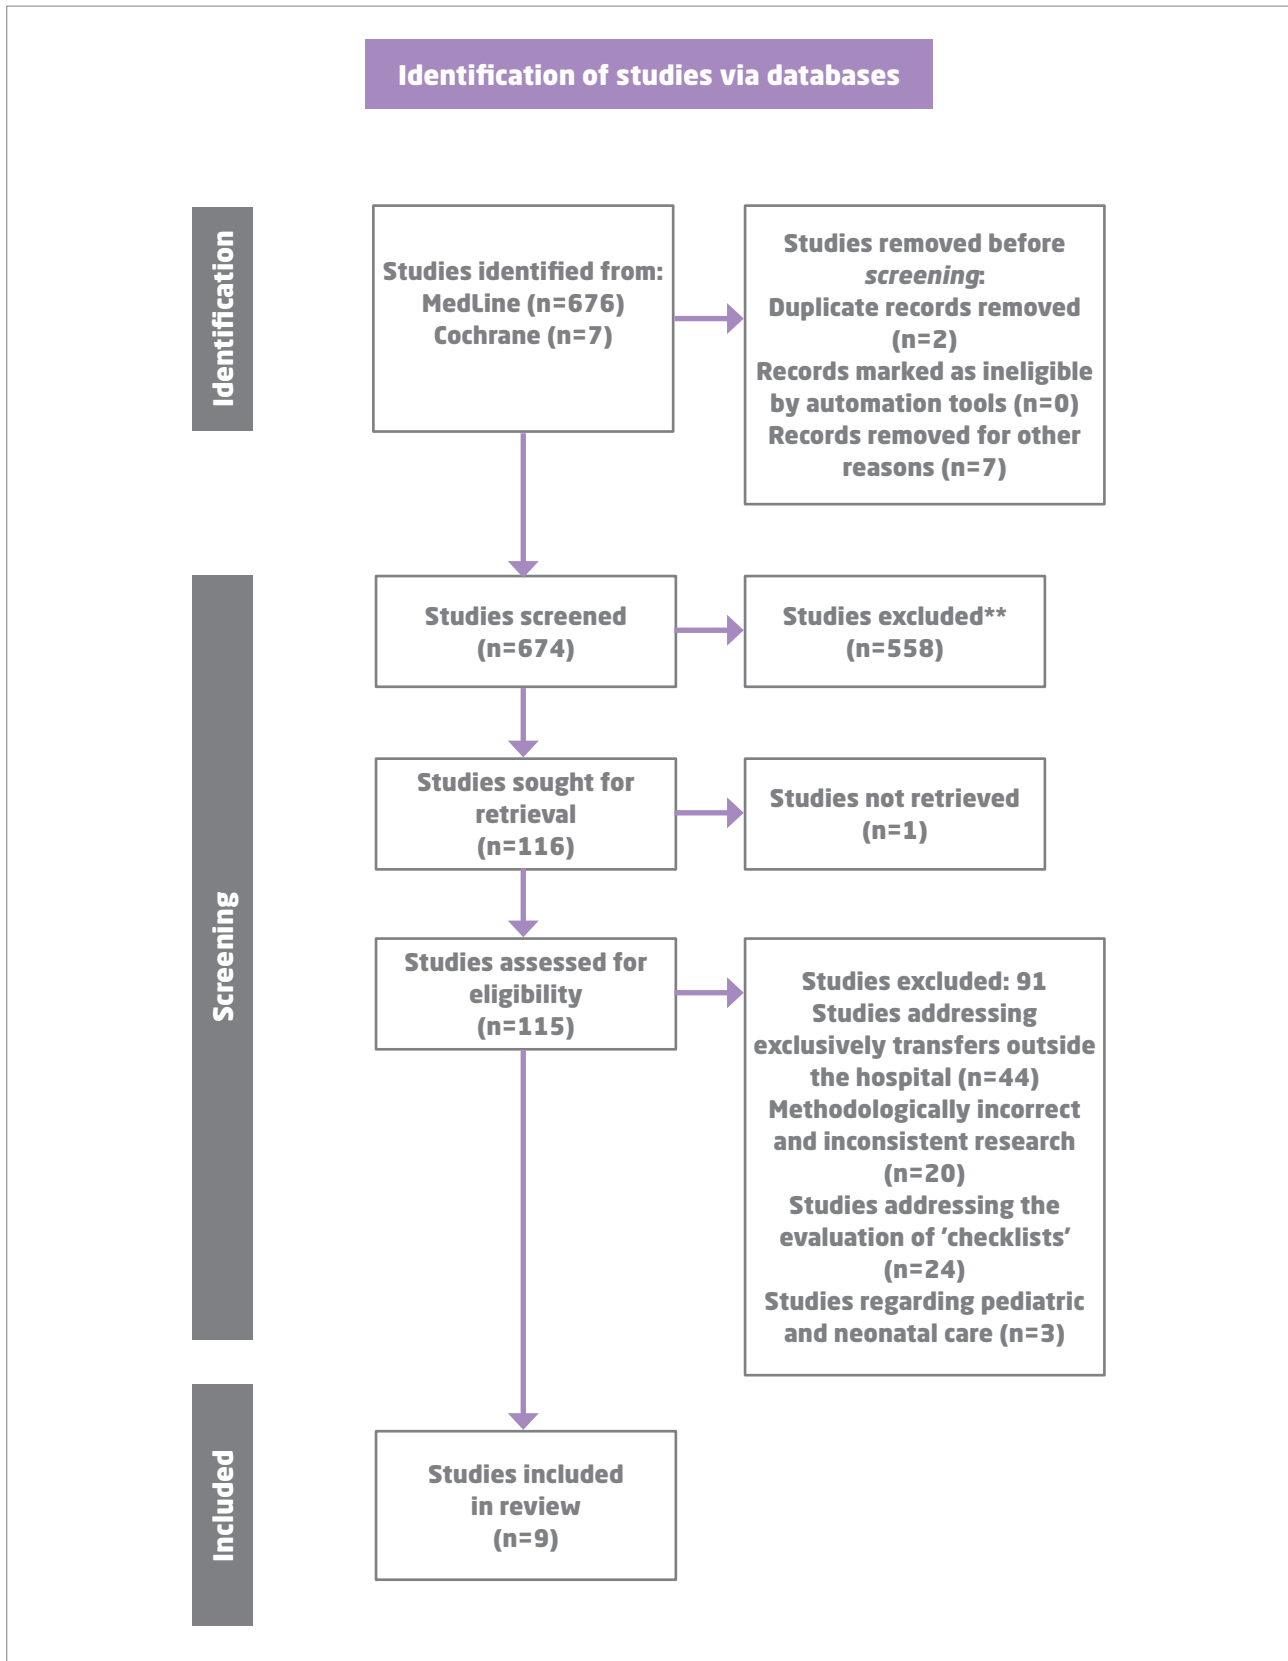 Identification of studies via databases
Identification
Studies identified from:
MedLine (n=676)
Cochrane (n=7)
Studies removed before
screening:
Duplicate records removed
(n=2)
Records marked as ineligible
by automation tools (n=0)
Records removed for other
reasons (n=7)
Screening
Studies screened
(n=674)
Studies excluded**
(n=558)
Studies sought for
retrieval
(n=116)
Studies not retrieved
(n=1)
Studies assessed for
eligibility
(n=115)
Studies excluded: 91
Studies addressing
exclusively transfers outside
the hospital (n=44)
Methodologically incorrect
and inconsistent research
(n=20)
Studies addressing the
evaluation of 'checklists'
(n=24)
Studies regarding pediatric
and neonatal care (n=3)
Included
Studies included
in review
(n=9)